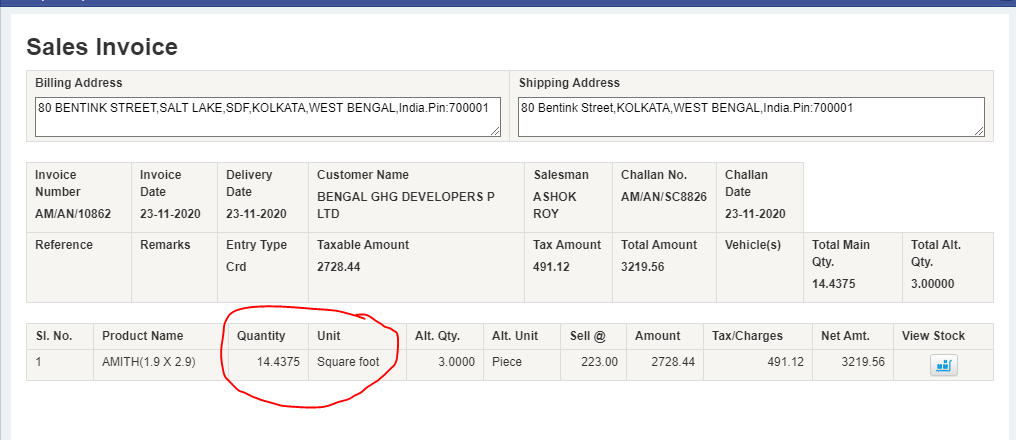 Sales Invoice
Billing Address Shipping Address
80 BENTINK STREET,SALT LAKE,SDF,KOLKATA,WEST BENGAL,India.Pin:700001 80 Bentink Street,KOLKATA,WEST BENGAL,India.Pin:700001
Invoice Invoice Delivery Customer Name Salesman Challan No. Challan
Number Date Date BENGAL GHG DEVELOPERS P ASHOK AM/AN/SC8826 Date
AM/AN/10862 23-11-2020 23-11-2020 LTD ROY 23-11-2020
Reference Remarks Entry Type Taxable Amount Tax Amount Total Amount Vehicle(s) Total Main Total Alt.
Crd 2728.44 491.12 3219.56 Qty. Qty.
14.4375 3.00000
Sl. No. Product Name Quantity Unit Alt. Qty. Alt. Unit Sell @ Amount Tax/Charges Net Amt. View Stock
1 AMITH(1.9 X 2.9) 14.4375 Square foot 3.0000 Piece 223.00 2728.44 491.12 3219.56